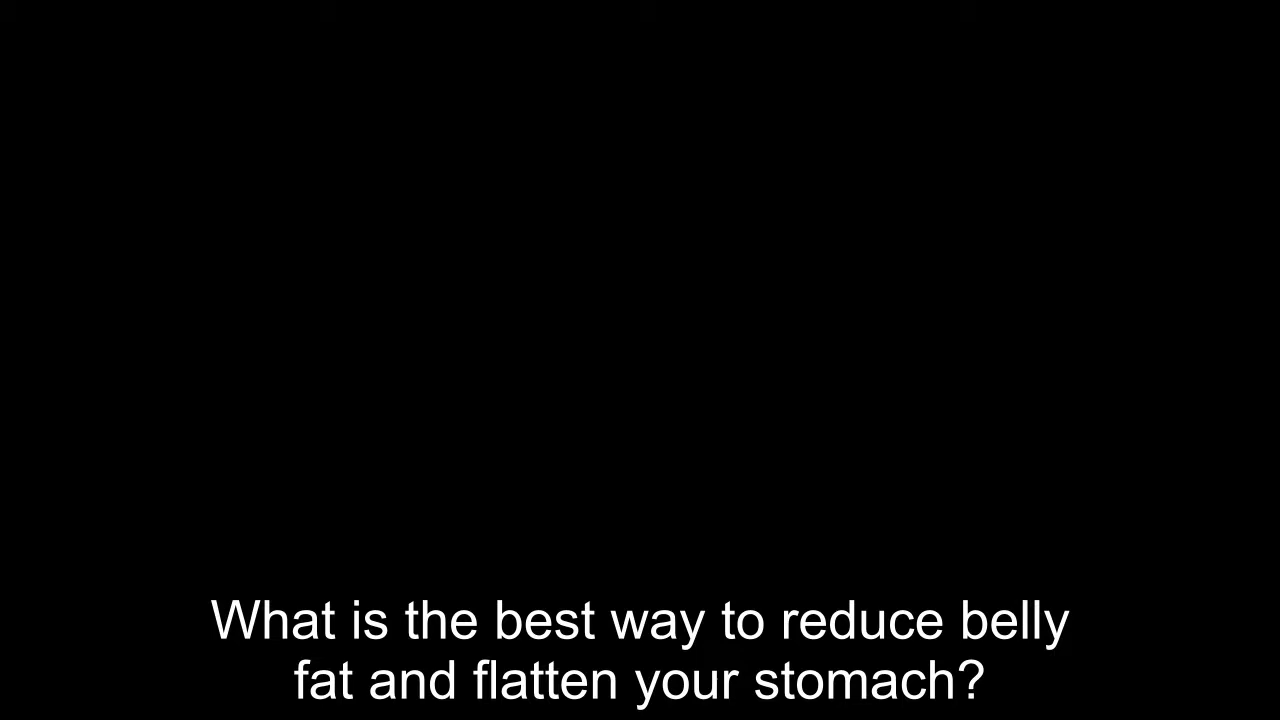 What is the best way to reduce belly
fat and flatten your stomach?